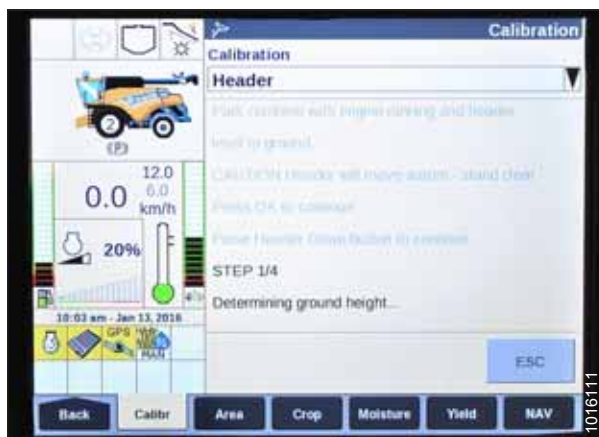 Calibration
Calibration
Header
Park combine with engine running and header
level to ground.
CAUTION Header will move autom.- stand clear
Press OK to continue
Press Header Down button to continue
STEP 1/4
Determining ground height...
ESC
2
(P)
12.0
0.0
6.0
km/h
20%
10:03 am - Jan 13, 2016
GPS
MAN
Back
Calibr
Area
Crop
Moisture
Yield
NAV
1016111